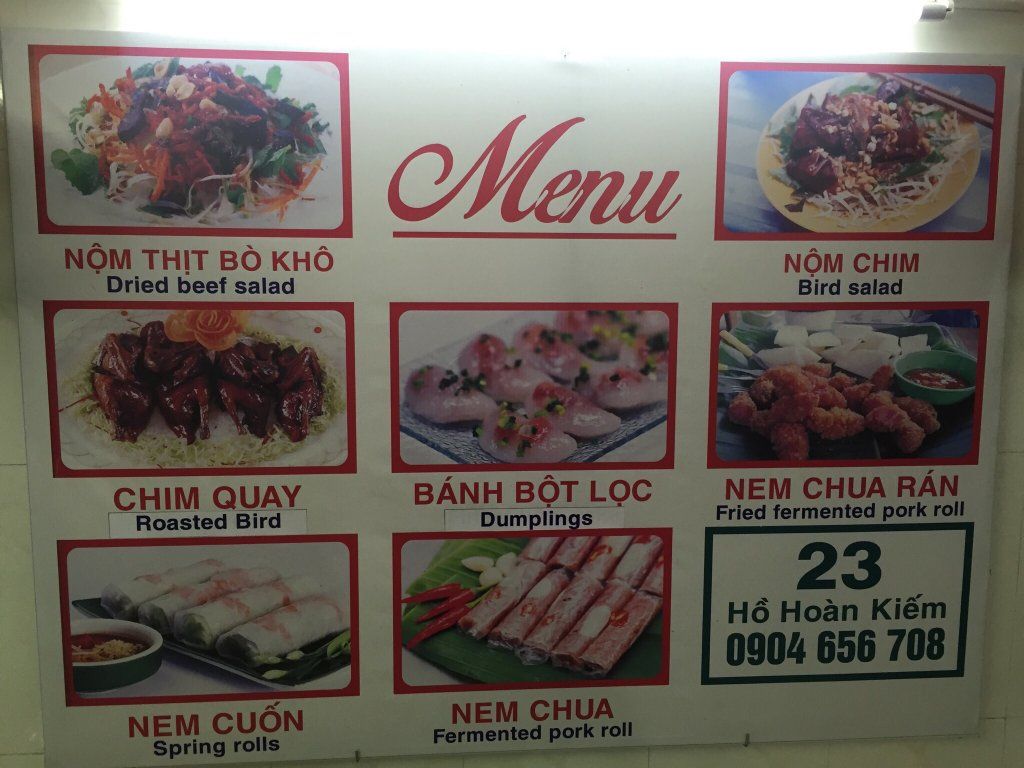 Menu
NỘM THỊT BÒ KHÔ
Dried beef salad
NỘM CHIM
Bird salad
CHIM QUAY
Roasted Bird
BÁNH BỘT LỌC
Dumplings
NEM CHUA RÁN
Fried fermented pork roll
NEM CUỐN
Spring rolls
NEM CHUA
Fermented pork roll
23
Hồ Hoàn Kiếm
0904 656 708